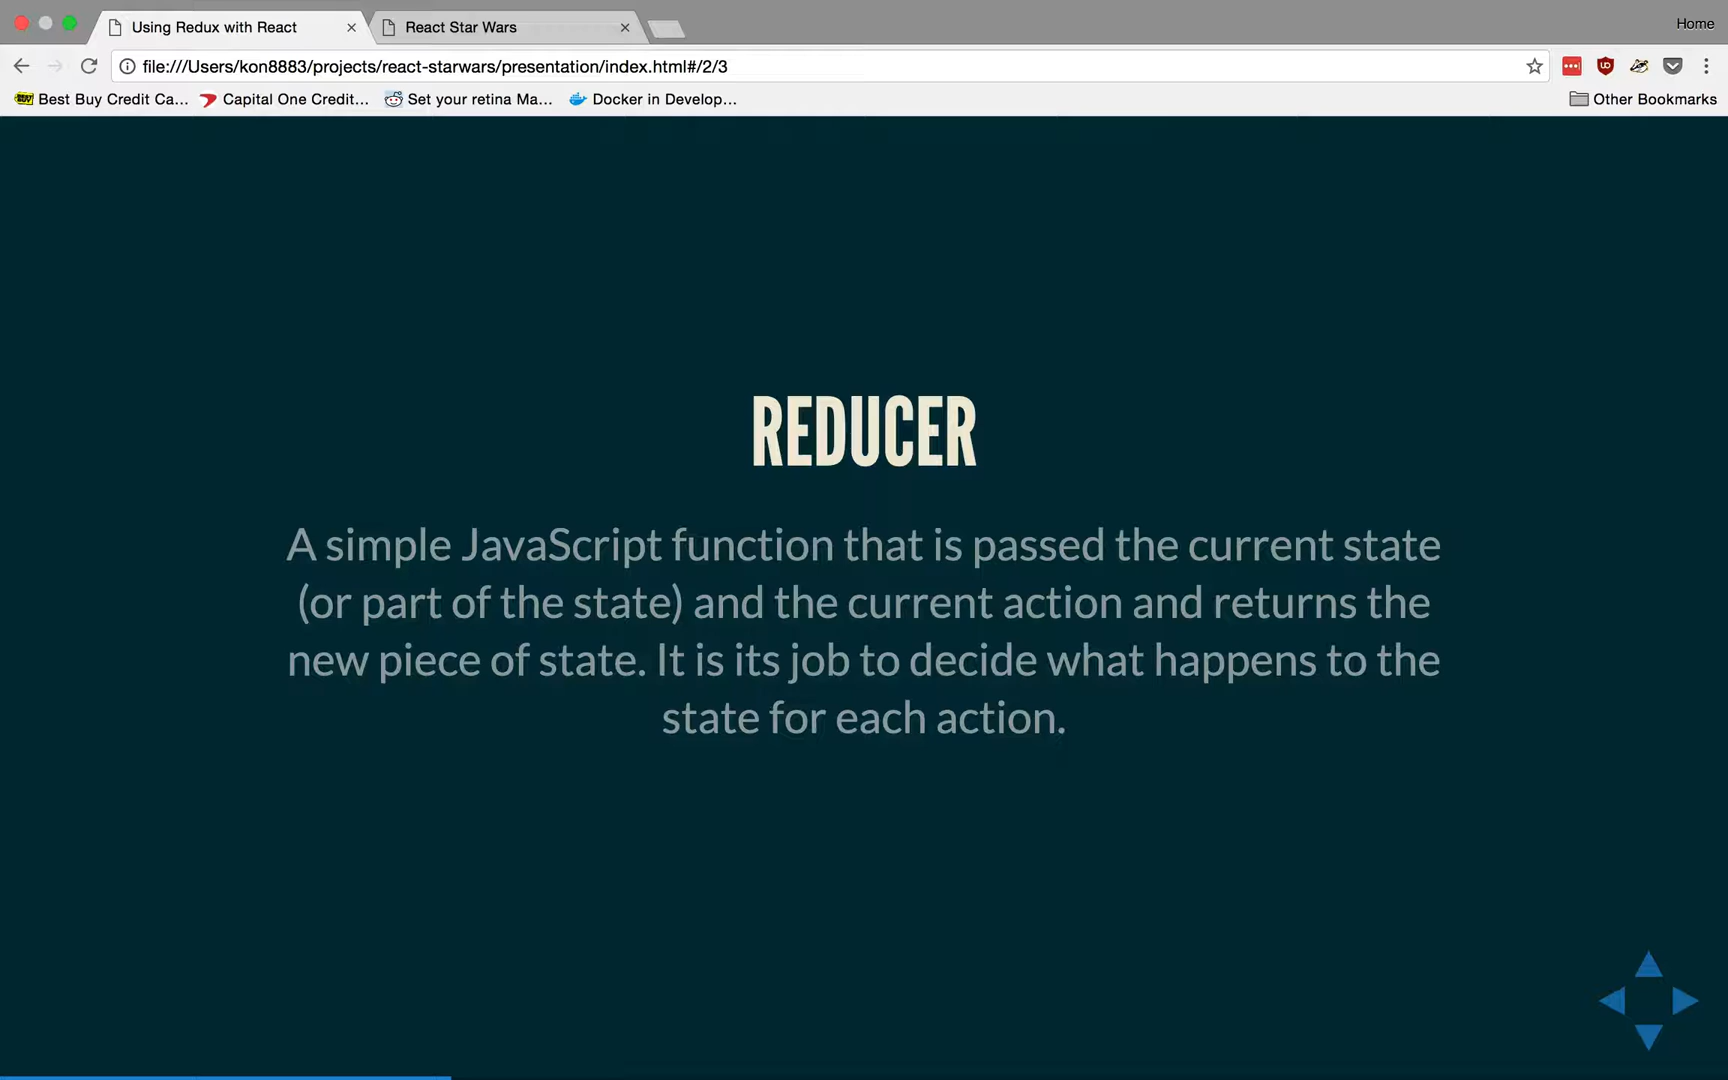 Using Redux with React
React Star Wars
Home
file:///Users/kon8883/projects/react-starwars/presentation/index.html#/2/3
Best Buy Credit Ca...
Capital One Credit...
Set your retina Ma...
Docker in Develop...
Other Bookmarks
REDUCER
A simple JavaScript function that is passed the current state
(or part of the state) and the current action and returns the
new piece of state. It is its job to decide what happens to the
state for each action.